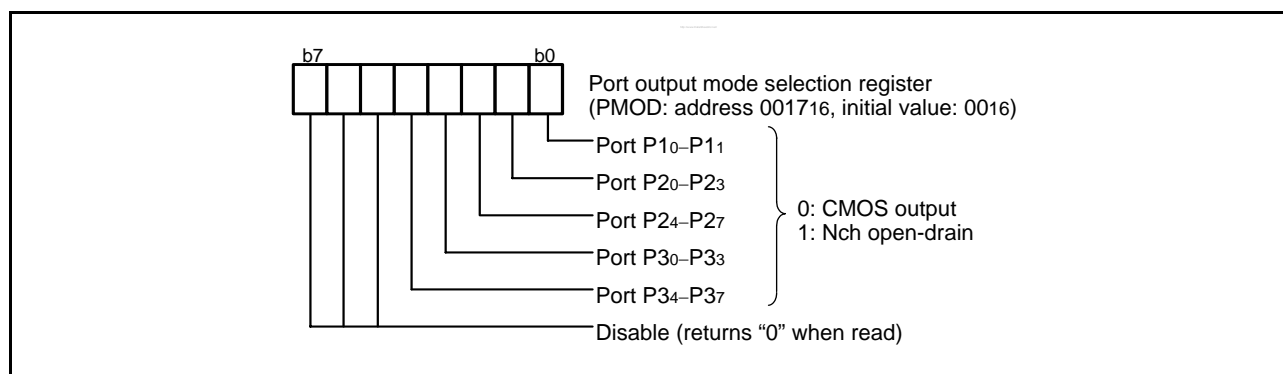 b7 b0
Port output mode selection register
(PMOD: address 001716, initial value: 0016)
Port P10–P11
Port P20–P23
Port P24–P27
Port P30–P33
Port P34–P37
0: CMOS output
1: Nch open-drain
Disable (returns “0” when read)